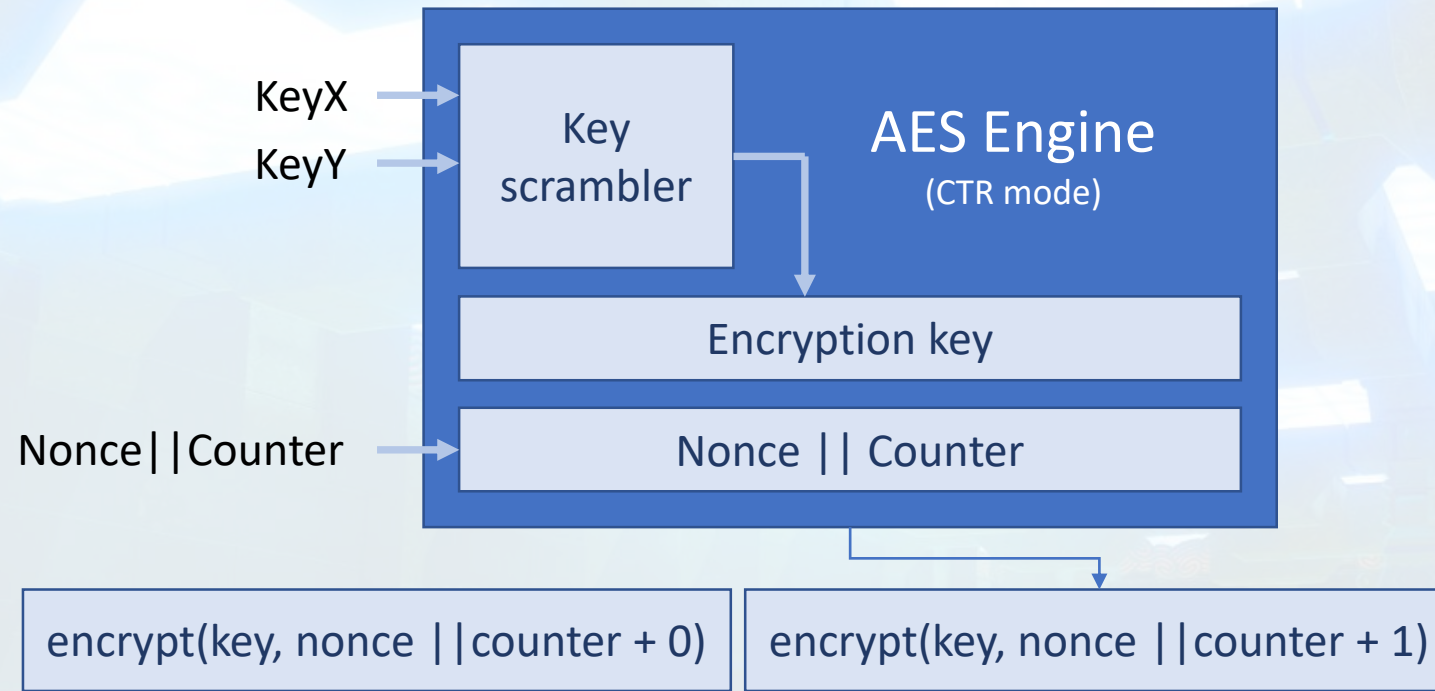 KeyX
KeyY
Key
scrambler
AES Engine
(CTR mode)
Encryption key
Nonce||Counter
Nonce || Counter
encrypt(key, nonce ||counter + 0)
encrypt(key, nonce ||counter + 1)